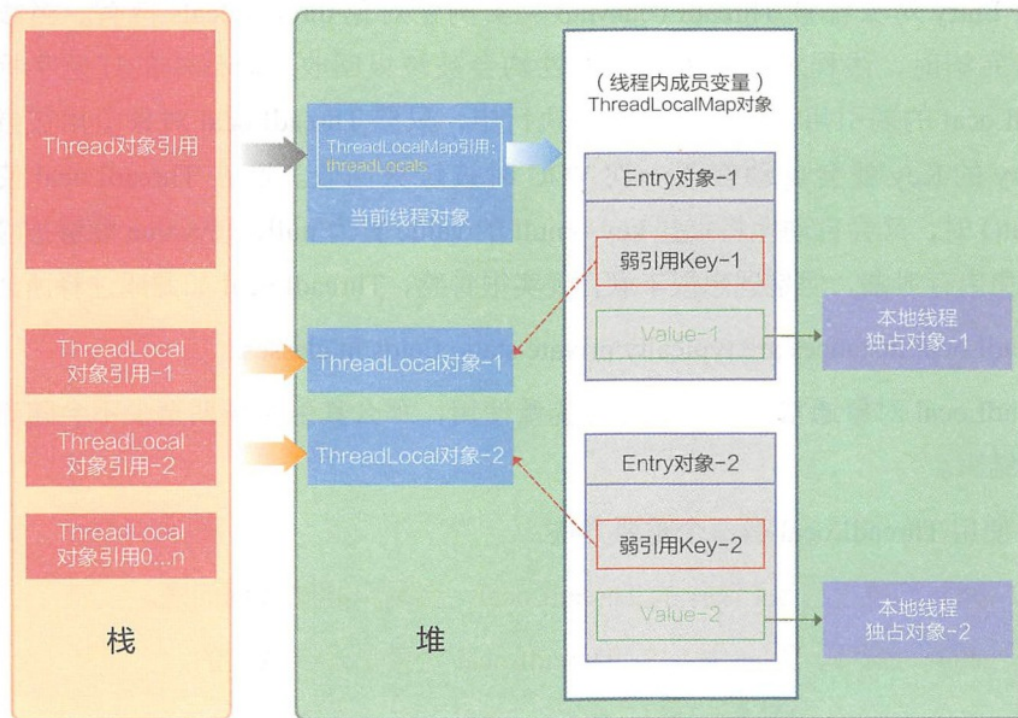 Thread对象引用
ThreadLocal
对象引用-1
ThreadLocal
对象引用-2
ThreadLocal
对象引用0...n
栈
ThreadLocalMap引用:
threadLocals
当前线程对象
ThreadLocal对象-1
ThreadLocal对象-2
堆
（线程内成员变量）
ThreadLocalMap对象
Entry对象-1
弱引用Key-1
Value-1
Entry对象-2
弱引用Key-2
Value-2
本地线程
独占对象-1
本地线程
独占对象-2